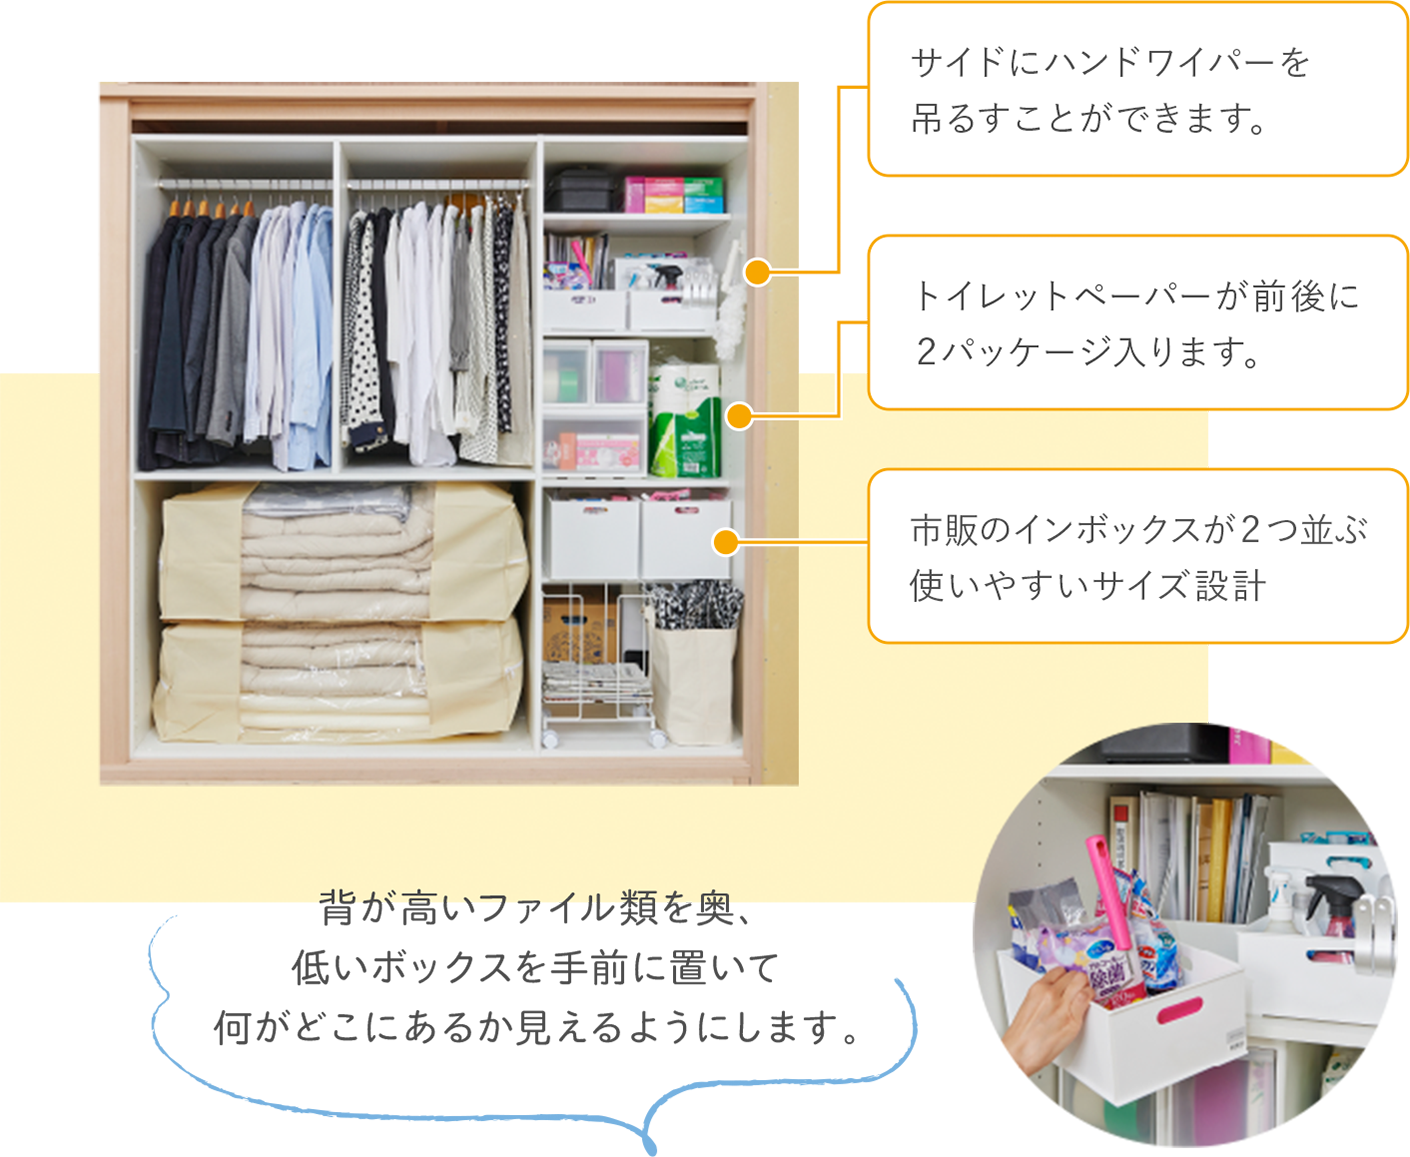 サイドにハンドワイパーを
吊るすことができます。
トイレットペーパーが前後に
2パッケージ入ります。
市販のインボックスが2つ並ぶ
使いやすいサイズ設計
背が高いファイル類を奥、
低いボックスを手前に置いて
何がどこにあるか見えるようにします。
除菌